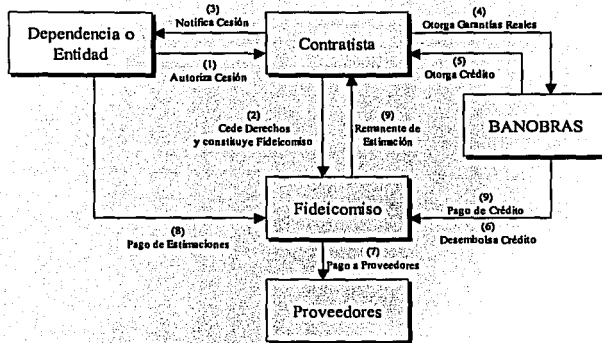 (3)
Notifica Cesión
(4)
Otorga Garantías Reales
Dependencia o
Entidad
Contratista
(1)
Autoriza Cesión
(5)
Otorga Crédito
(2)
Cede Derechos
y constituye Fideicomiso
(9)
Remanente de
Estimación
BANOBRAS
Fideicomiso
(8)
Pago de Estimaciones
(9)
Pago de Crédito
(6)
Desembolsa Crédito
(7)
Pago a Proveedores
Proveedores